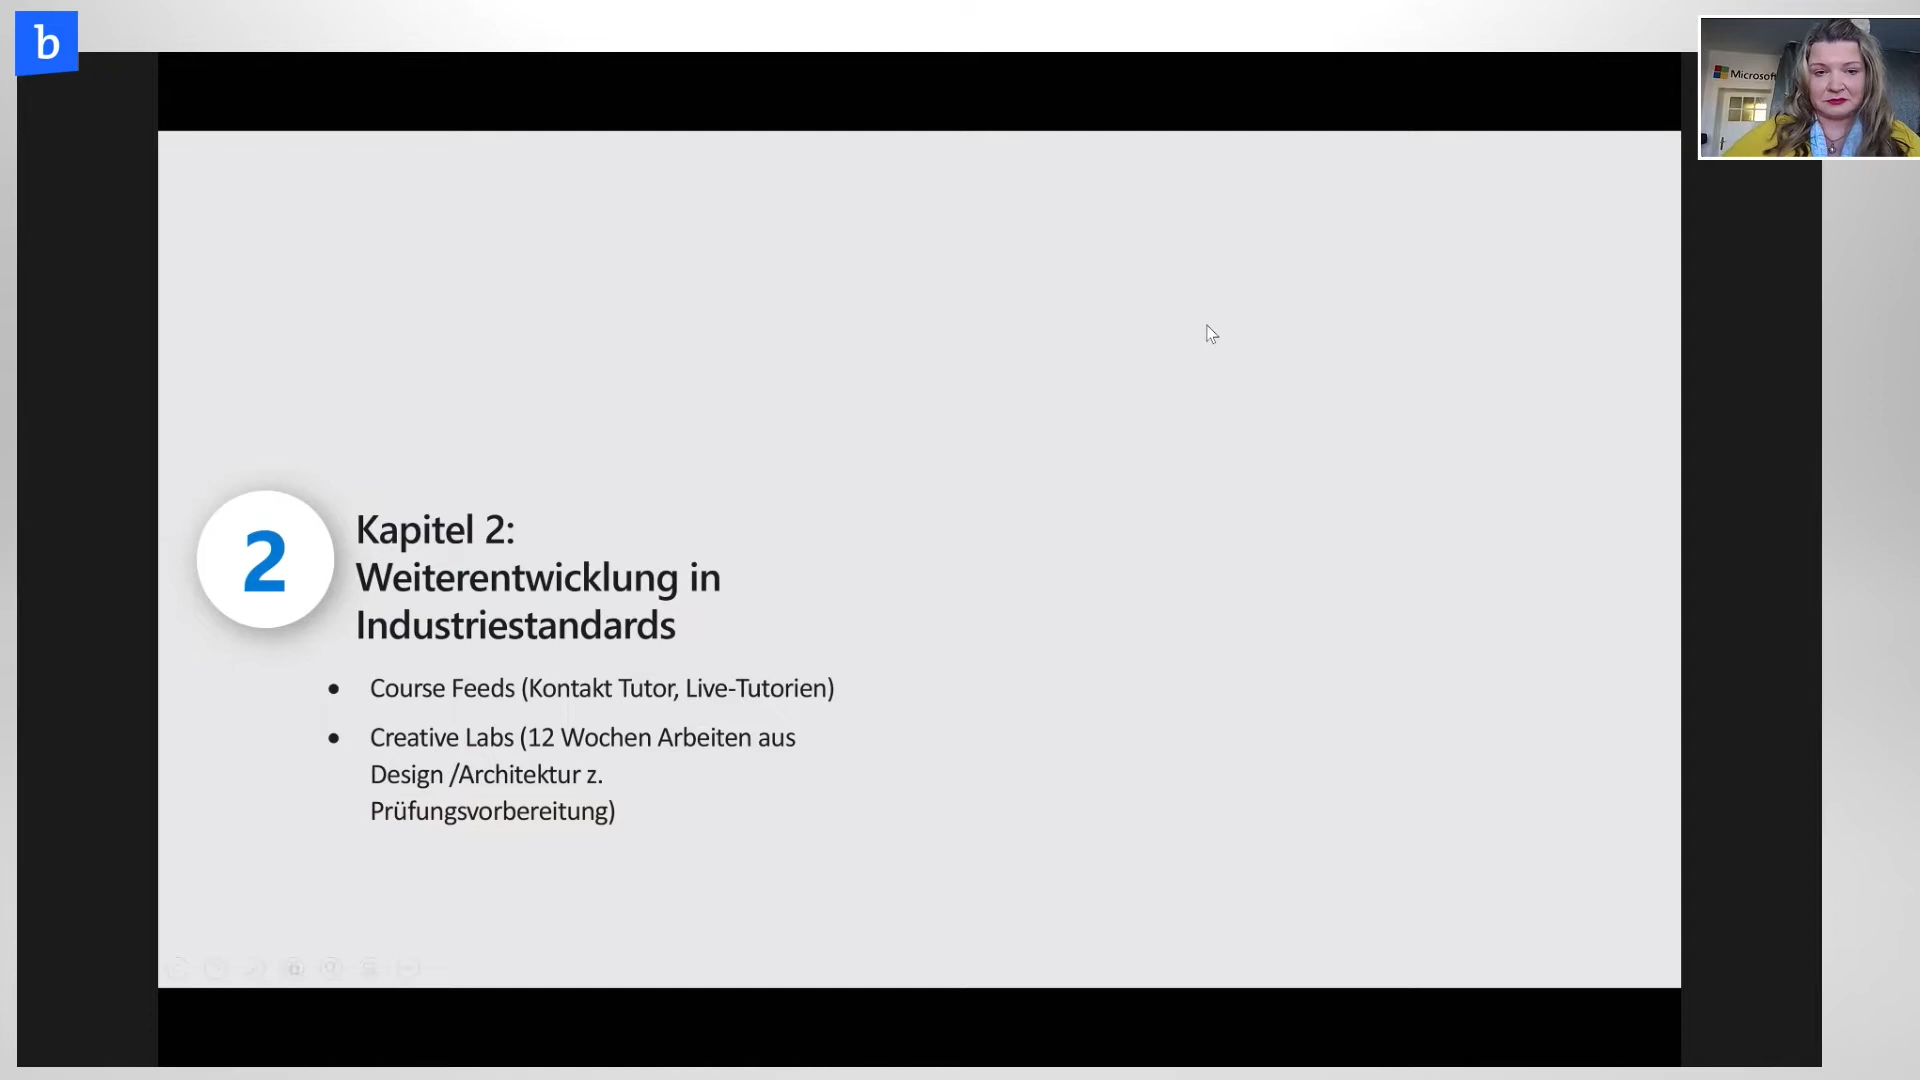 b
Microsoft
2
Kapitel 2:
Weiterentwicklung in
Industriestandards
• Course Feeds (Kontakt Tutor, Live-Tutorien)
• Creative Labs (12 Wochen Arbeiten aus
Design /Architektur z.
Prüfungsvorbereitung)